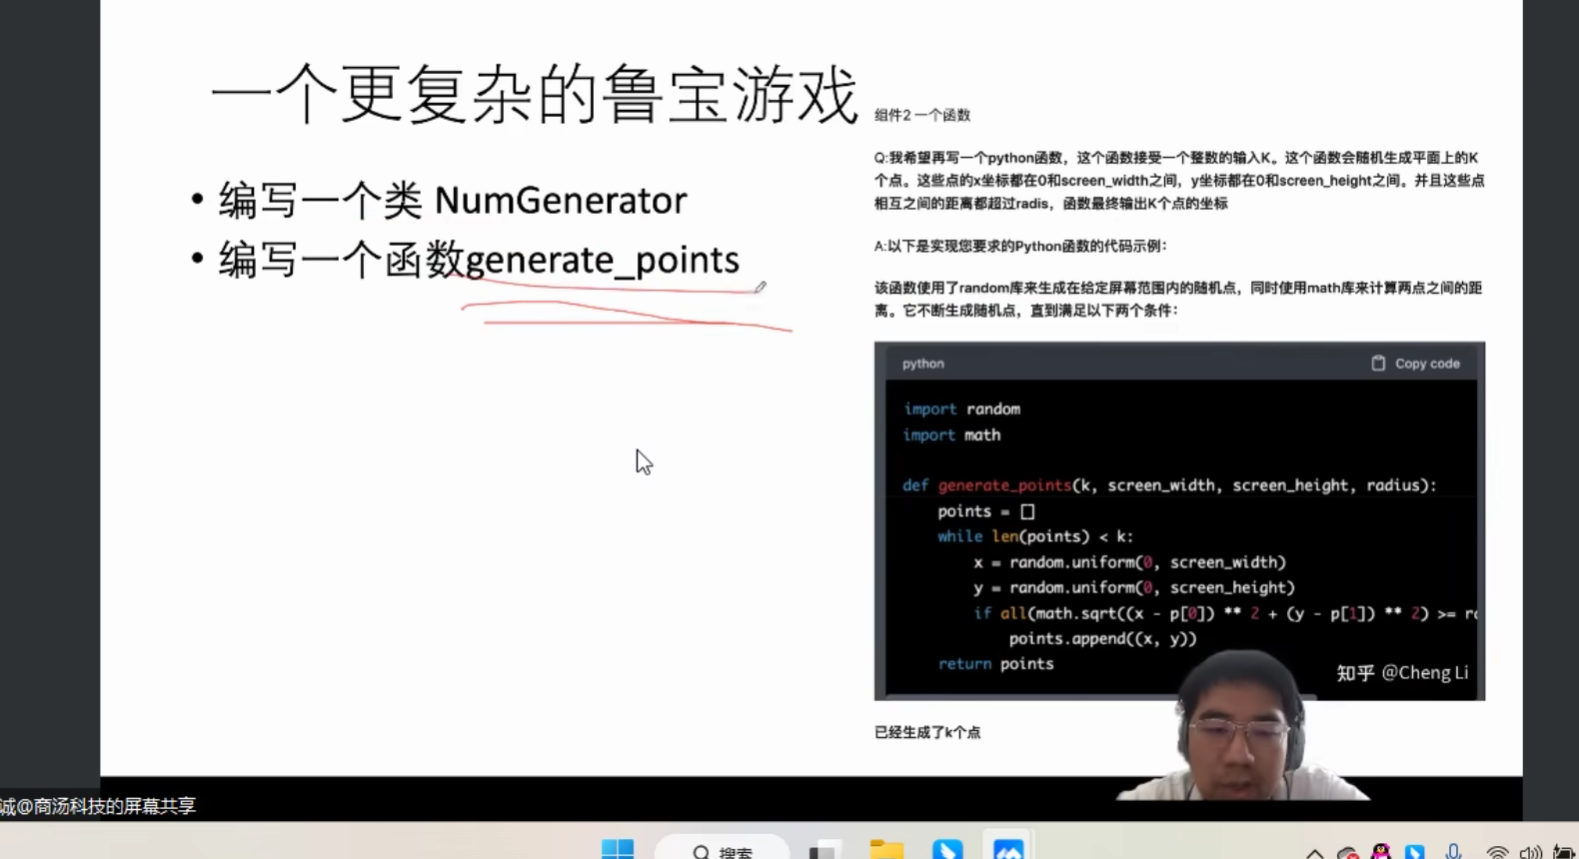 一个更复杂的鲁宝游戏
• 编写一个类 NumGenerator
• 编写一个函数generate_points
组件2 一个函数
Q:我希望再写一个python函数，这个函数接受一个整数的输入K。这个函数会随机生成平面上的K
个点。这些点的x坐标都在0和screen_width之间，y坐标都在0和screen_height之间。并且这些点
相互之间的距离都超过radis，函数最终输出K个点的坐标
A:以下是实现您要求的Python函数的代码示例：
该函数使用了random库来生成在给定屏幕范围内的随机点，同时使用math库来计算两点之间的距
离。它不断生成随机点，直到满足以下两个条件：
python Copy code
import random
import math
def generate_points(k, screen_width, screen_height, radius):
points = []
while len(points) < k:
x = random.uniform(0, screen_width)
y = random.uniform(0, screen_height)
if all(math.sqrt((x - p[0]) ** 2 + (y - p[1]) ** 2) >= r
points.append((x, y))
return points
知乎 @Cheng Li
已经生成了k个点
诚@商汤科技的屏幕共享
搜索